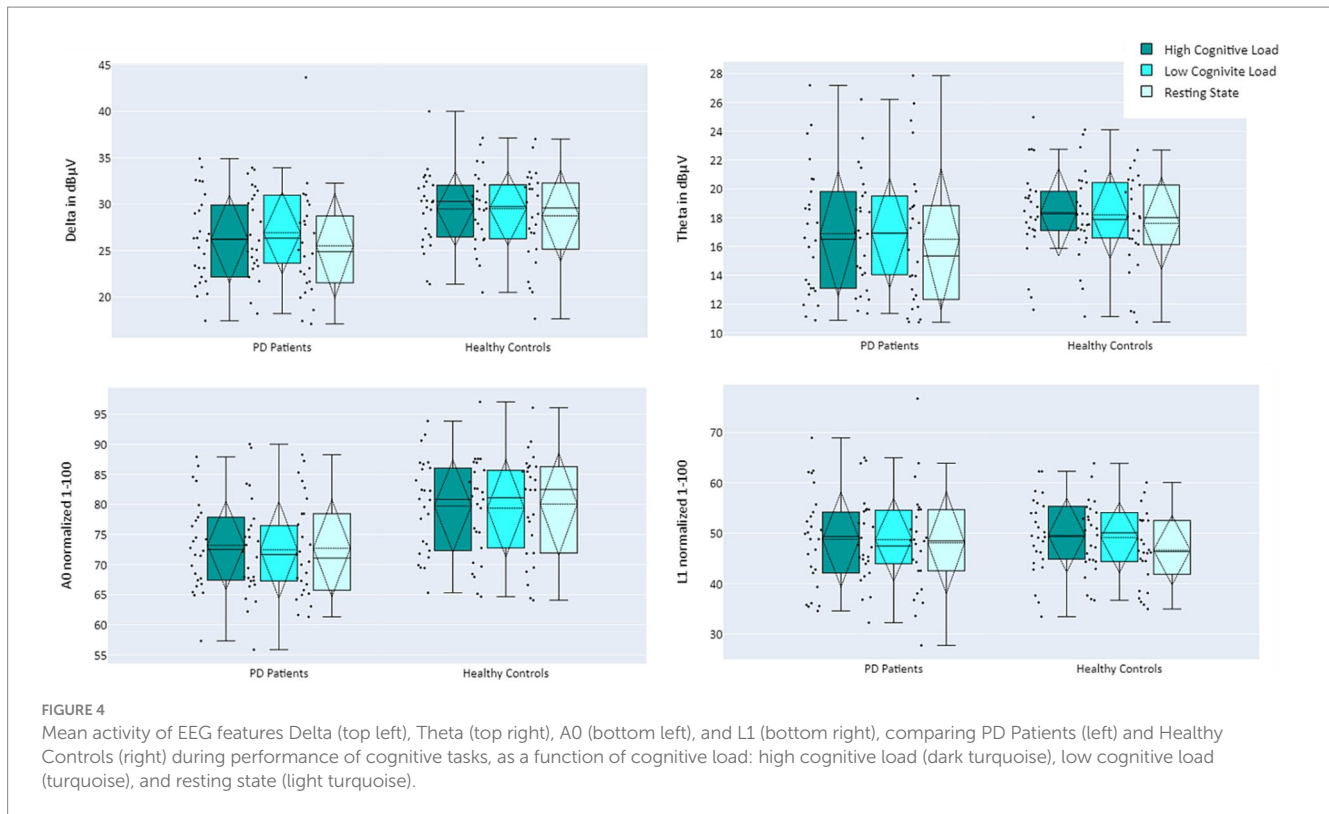 High Cognitive Load
Low Cognivite Load
Resting State
Delta in dBµV
45
40
35
30
25
20
PD Patients
Healthy Controls
Theta in dBµV
28
26
24
22
20
18
16
14
12
10
PD Patients
Healthy Controls
A0 normalized 1-100
95
90
85
80
75
70
65
60
55
PD Patients
Healthy Controls
L1 normalized 1-100
70
60
50
40
30
PD Patients
Healthy Controls
FIGURE 4
Mean activity of EEG features Delta (top left), Theta (top right), A0 (bottom left), and L1 (bottom right), comparing PD Patients (left) and Healthy
Controls (right) during performance of cognitive tasks, as a function of cognitive load: high cognitive load (dark turquoise), low cognitive load
(turquoise), and resting state (light turquoise).